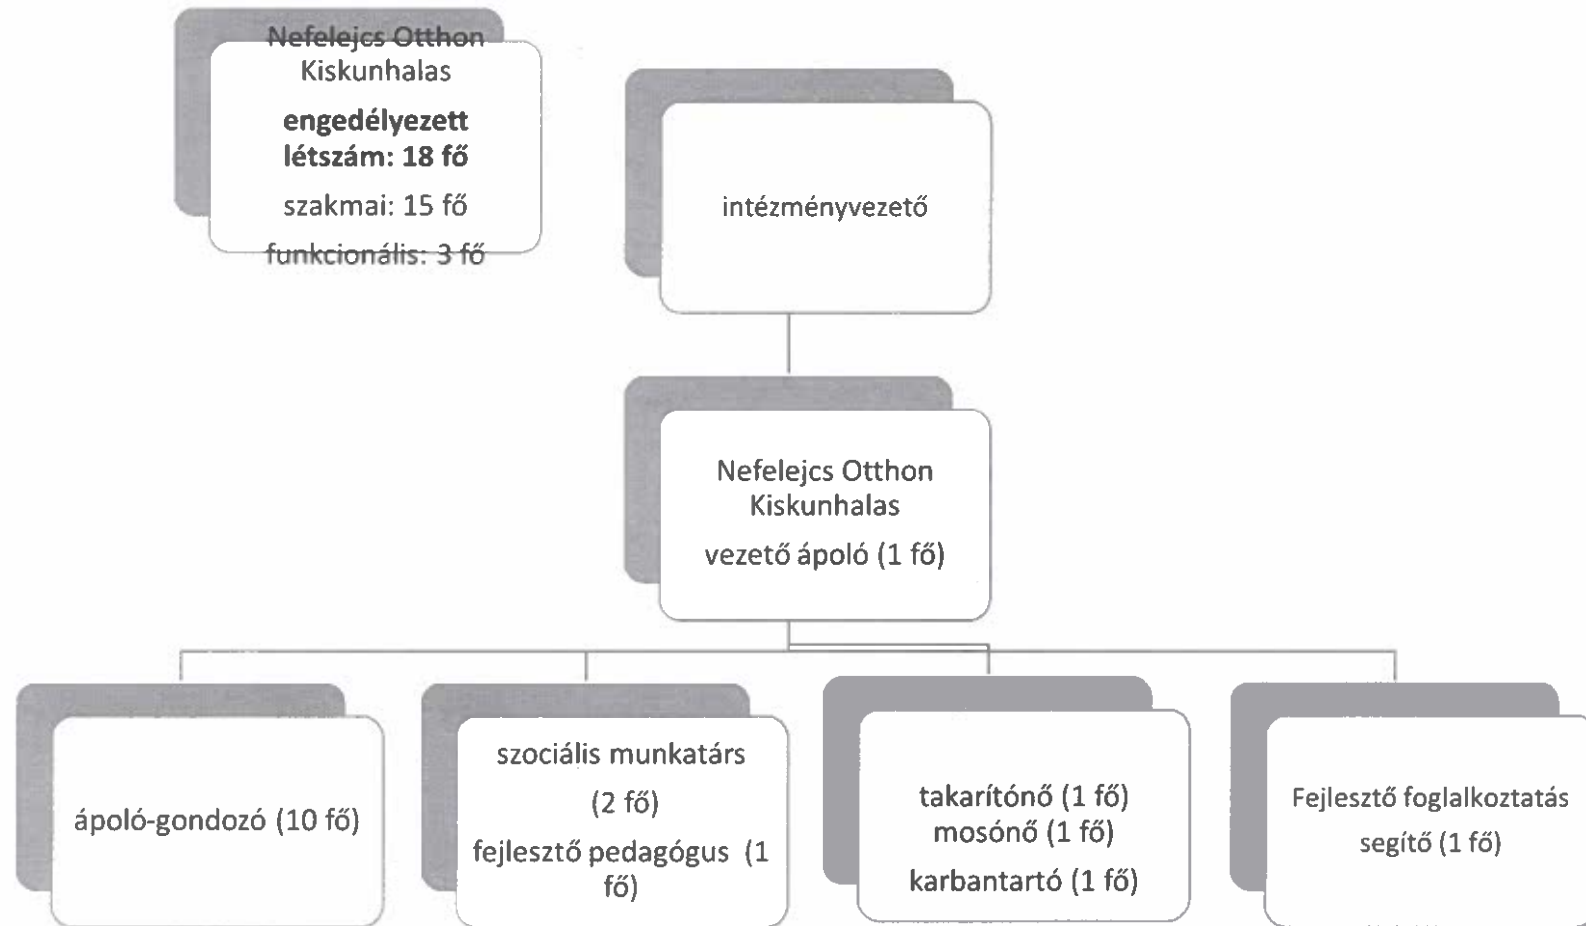 Nefelejcs Otthon
Kiskunhalas
engedélyezett
létszám: 18 fő
szakmai: 15 fő
funkcionális: 3 fő
intézményvezető
Nefelejcs Otthon
Kiskunhalas
vezető ápoló (1 fő)
ápoló-gondozó (10 fő)
szociális munkatárs
(2 fő)
fejlesztő pedagógus (1
fő)
takarítónő (1 fő)
mosónő (1 fő)
karbantartó (1 fő)
Fejlesztő foglalkoztatás
segítő (1 fő)